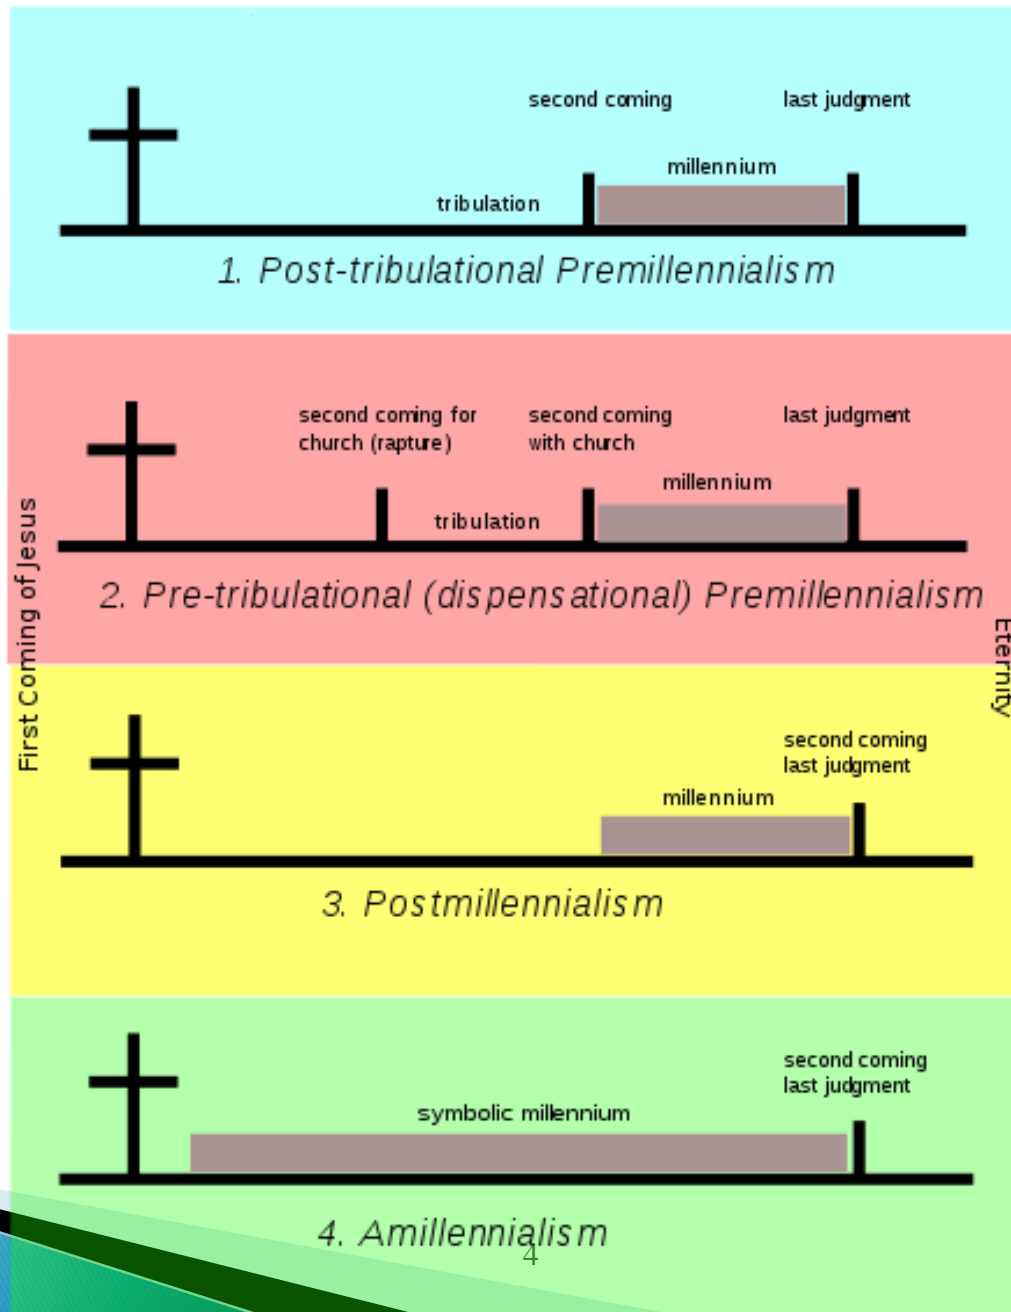 second coming
last judgment
millennium
tribulation
1. Post-tribulational Premillennialism
second coming for
church (rapture)
second coming
with church
last judgment
millennium
tribulation
2. Pre-tribulational (dispensational) Premillennialism
First Coming of Jesus
Eternity
second coming
last judgment
millennium
3. Postmillennialism
second coming
last judgment
symbolic millennium
4. Amillennialism
4